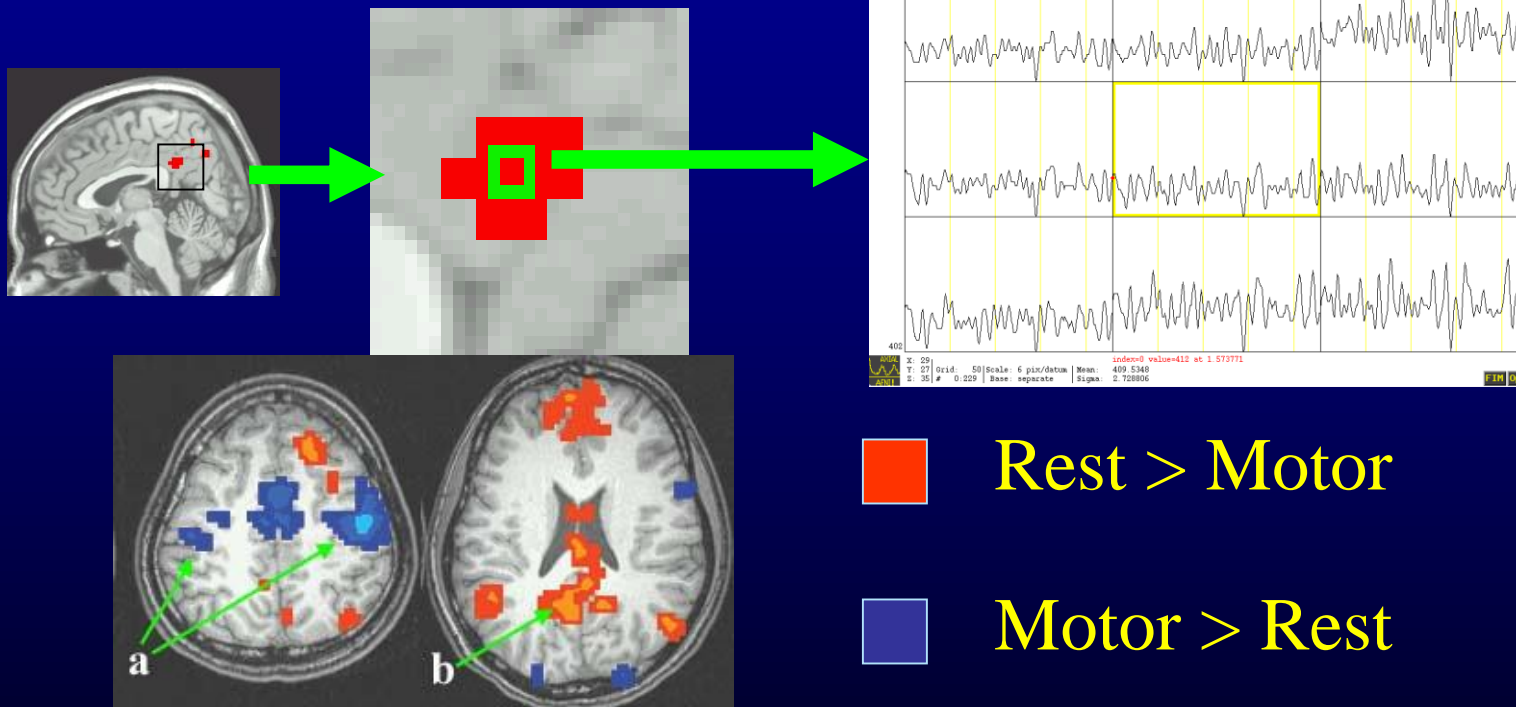 402
AXIAL
X: 29
Y: 27 Grid: 50 Scale: 6 pix/datum Mean: 409.5348
Z: 35 # 0:229 Base: separate Sigma: 2.728806
index=0 value=412 at 1.573771
FIM
Rest > Motor
Motor > Rest
a
b